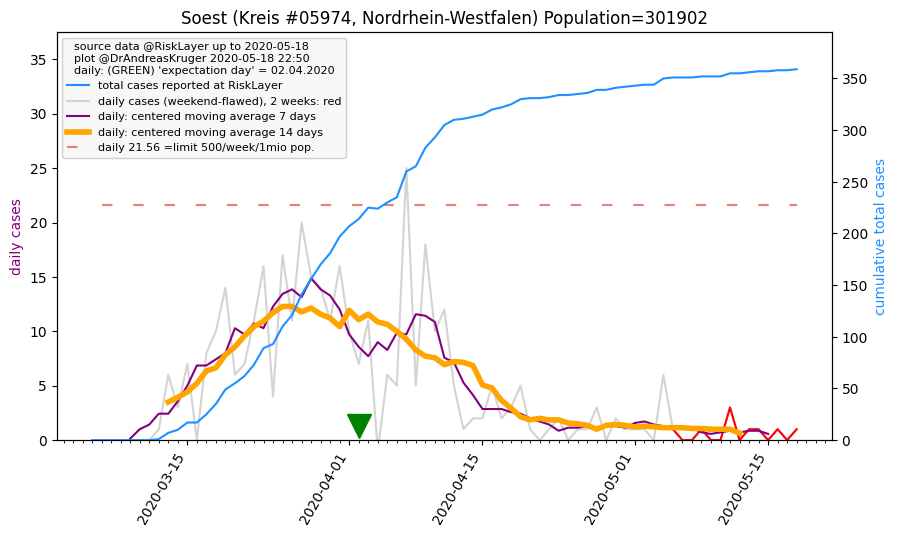 Soest (Kreis #05974, Nordrhein-Westfalen) Population=301902
source data @RiskLayer up to 2020-05-18
plot @DrAndreasKruger 2020-05-18 22:50
daily: (GREEN) 'expectation day' = 02.04.2020
total cases reported at RiskLayer
daily cases (weekend-flawed), 2 weeks: red
daily: centered moving average 7 days
daily: centered moving average 14 days
daily 21.56 =limit 500/week/1mio pop.
daily cases
35
30
25
20
15
10
5
0
cumulative total cases
350
300
250
200
150
100
50
0
2020-03-15
2020-04-01
2020-04-15
2020-05-01
2020-05-15